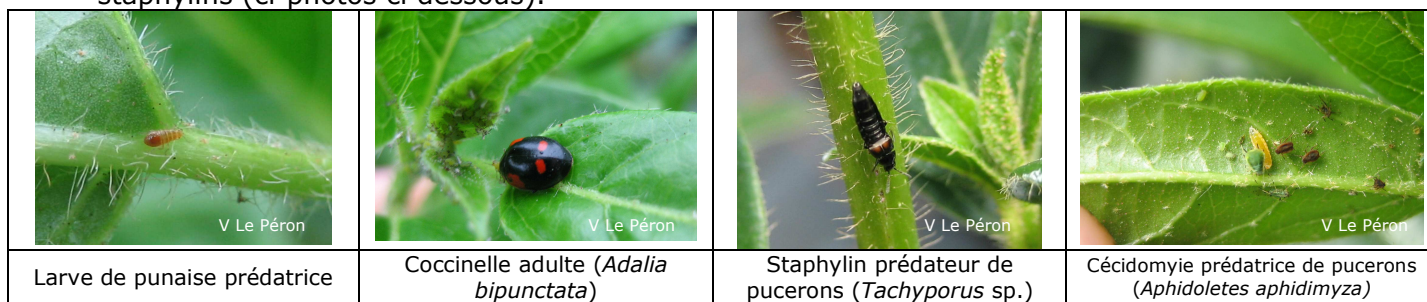 staphylins (cf photos ci-dessous).
V Le Péron
V Le Péron
V Le Péron
V Le Péron
Larve de punaise prédatrice
Coccinelle adulte (Adalia
bipunctata)
Staphylin prédateur de
pucerons (Tachyporus sp.)
Cécidomyie prédatrice de pucerons
(Aphidoletes aphidimyza)